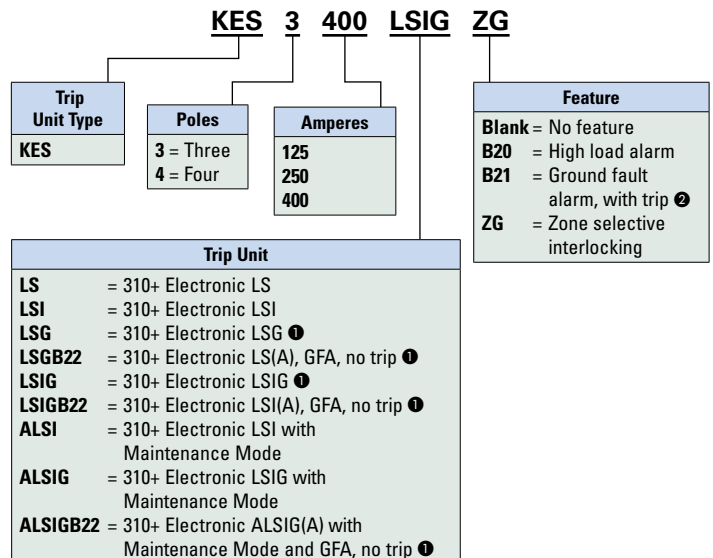 KES 3 400 LSIG ZG
Trip
Unit Type
KES
Poles
3 = Three
4 = Four
Amperes
125
250
400
Feature
Blank = No feature
B20 = High load alarm
B21 = Ground fault
alarm, with trip ❷
ZG = Zone selective
interlocking
Trip Unit
LS = 310+ Electronic LS
LSI = 310+ Electronic LSI
LSG = 310+ Electronic LSG ❶
LSGB22 = 310+ Electronic LS(A), GFA, no trip ❶
LSIG = 310+ Electronic LSIG ❶
LSIGB22 = 310+ Electronic LSI(A), GFA, no trip ❶
ALSI = 310+ Electronic LSI with
Maintenance Mode
ALSIG = 310+ Electronic LSIG with
Maintenance Mode
ALSIGB22 = 310+ Electronic ALSIG(A) with
Maintenance Mode and GFA, no trip ❶